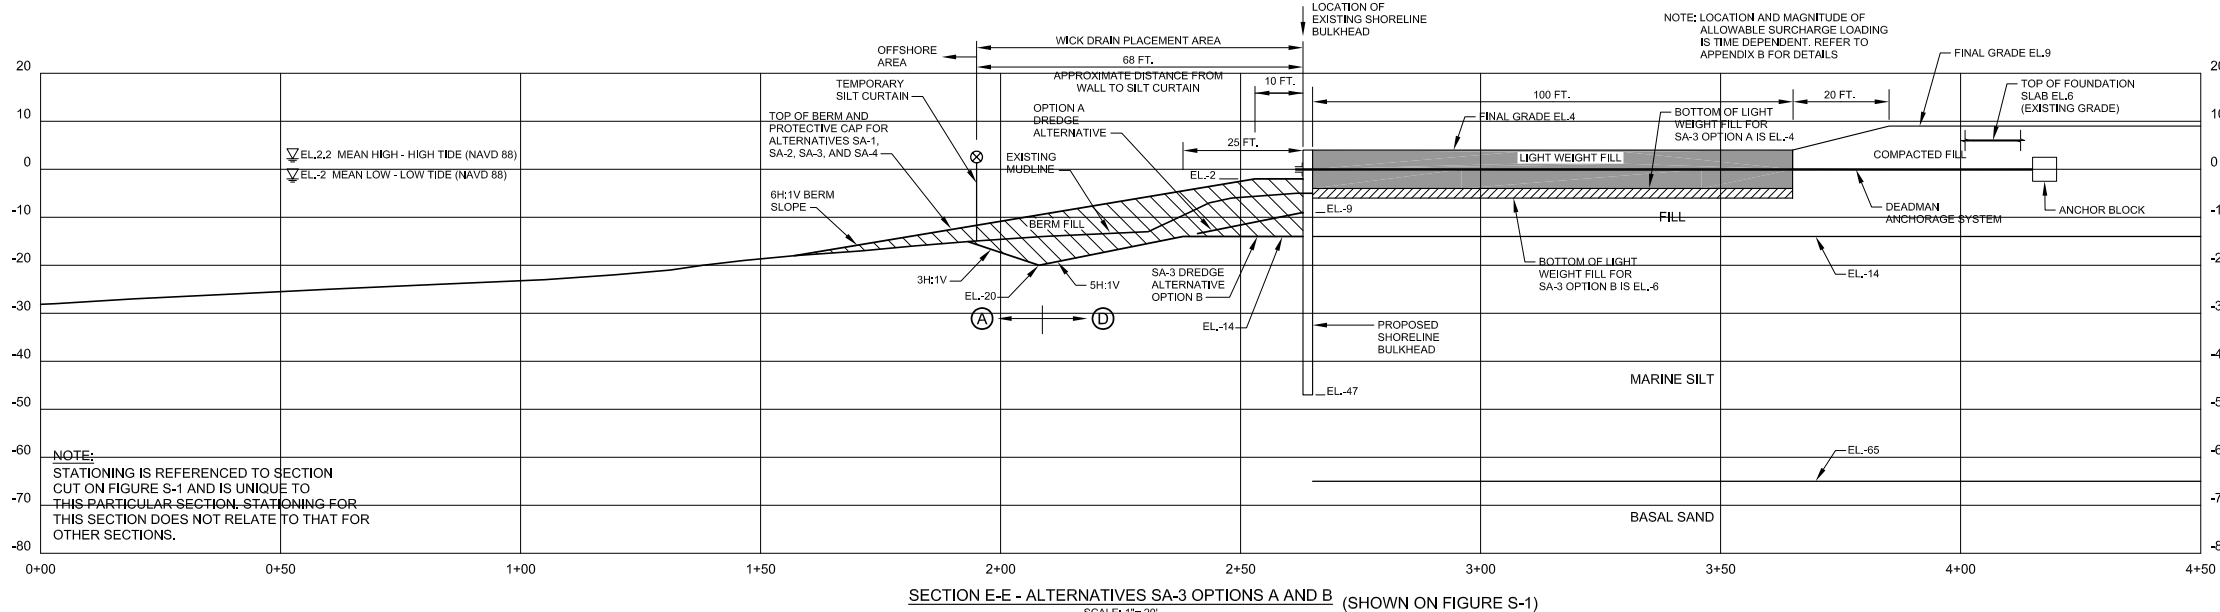 LOCATION OF
EXISTING SHORELINE
BULKHEAD
NOTE: LOCATION AND MAGNITUDE OF
ALLOWABLE SURCHARGE LOADING
IS TIME DEPENDENT. REFER TO
APPENDIX B FOR DETAILS
FINAL GRADE EL.9
OFFSHORE
AREA
WICK DRAIN PLACEMENT AREA
68 FT.
APPROXIMATE DISTANCE FROM
WALL TO SILT CURTAIN
10 FT.
TEMPORARY
SILT CURTAIN
OPTION A
DREDGE
ALTERNATIVE
TOP OF FOUNDATION
SLAB EL.6
(EXISTING GRADE)
100 FT.
20 FT.
TOP OF BERM AND
PROTECTIVE CAP FOR
ALTERNATIVES SA-1,
SA-2, SA-3, AND SA-4
25 FT.
FINAL GRADE EL.4
BOTTOM OF LIGHT
WEIGHT FILL FOR
SA-3 OPTION A IS EL.-4
EL.2.2 MEAN HIGH - HIGH TIDE (NAVD 88)
EL.-2 MEAN LOW - LOW TIDE (NAVD 88)
EXISTING
MUDLINE
LIGHT WEIGHT FILL
COMPACTED FILL
6H:1V BERM
SLOPE
EL.-2
BERM FILL
EL.-9
FILL
DEADMAN
ANCHORAGE SYSTEM
ANCHOR BLOCK
3H:1V
EL.-20
5H:1V
SA-3 DREDGE
ALTERNATIVE
OPTION B
BOTTOM OF LIGHT
WEIGHT FILL FOR
SA-3 OPTION B IS EL.-6
EL.-14
A
D
EL.-14
PROPOSED
SHORELINE
BULKHEAD
EL.-47
MARINE SILT
EL.-65
BASAL SAND
NOTE:
STATIONING IS REFERENCED TO SECTION
CUT ON FIGURE S-1 AND IS UNIQUE TO
THIS PARTICULAR SECTION. STATIONING FOR
THIS SECTION DOES NOT RELATE TO THAT FOR
OTHER SECTIONS.
20
10
0
-10
-20
-30
-40
-50
-60
-70
-80
0+00
0+50
1+00
1+50
2+00
2+50
3+00
3+50
4+00
4+50
SECTION E-E - ALTERNATIVES SA-3 OPTIONS A AND B (SHOWN ON FIGURE S-1)